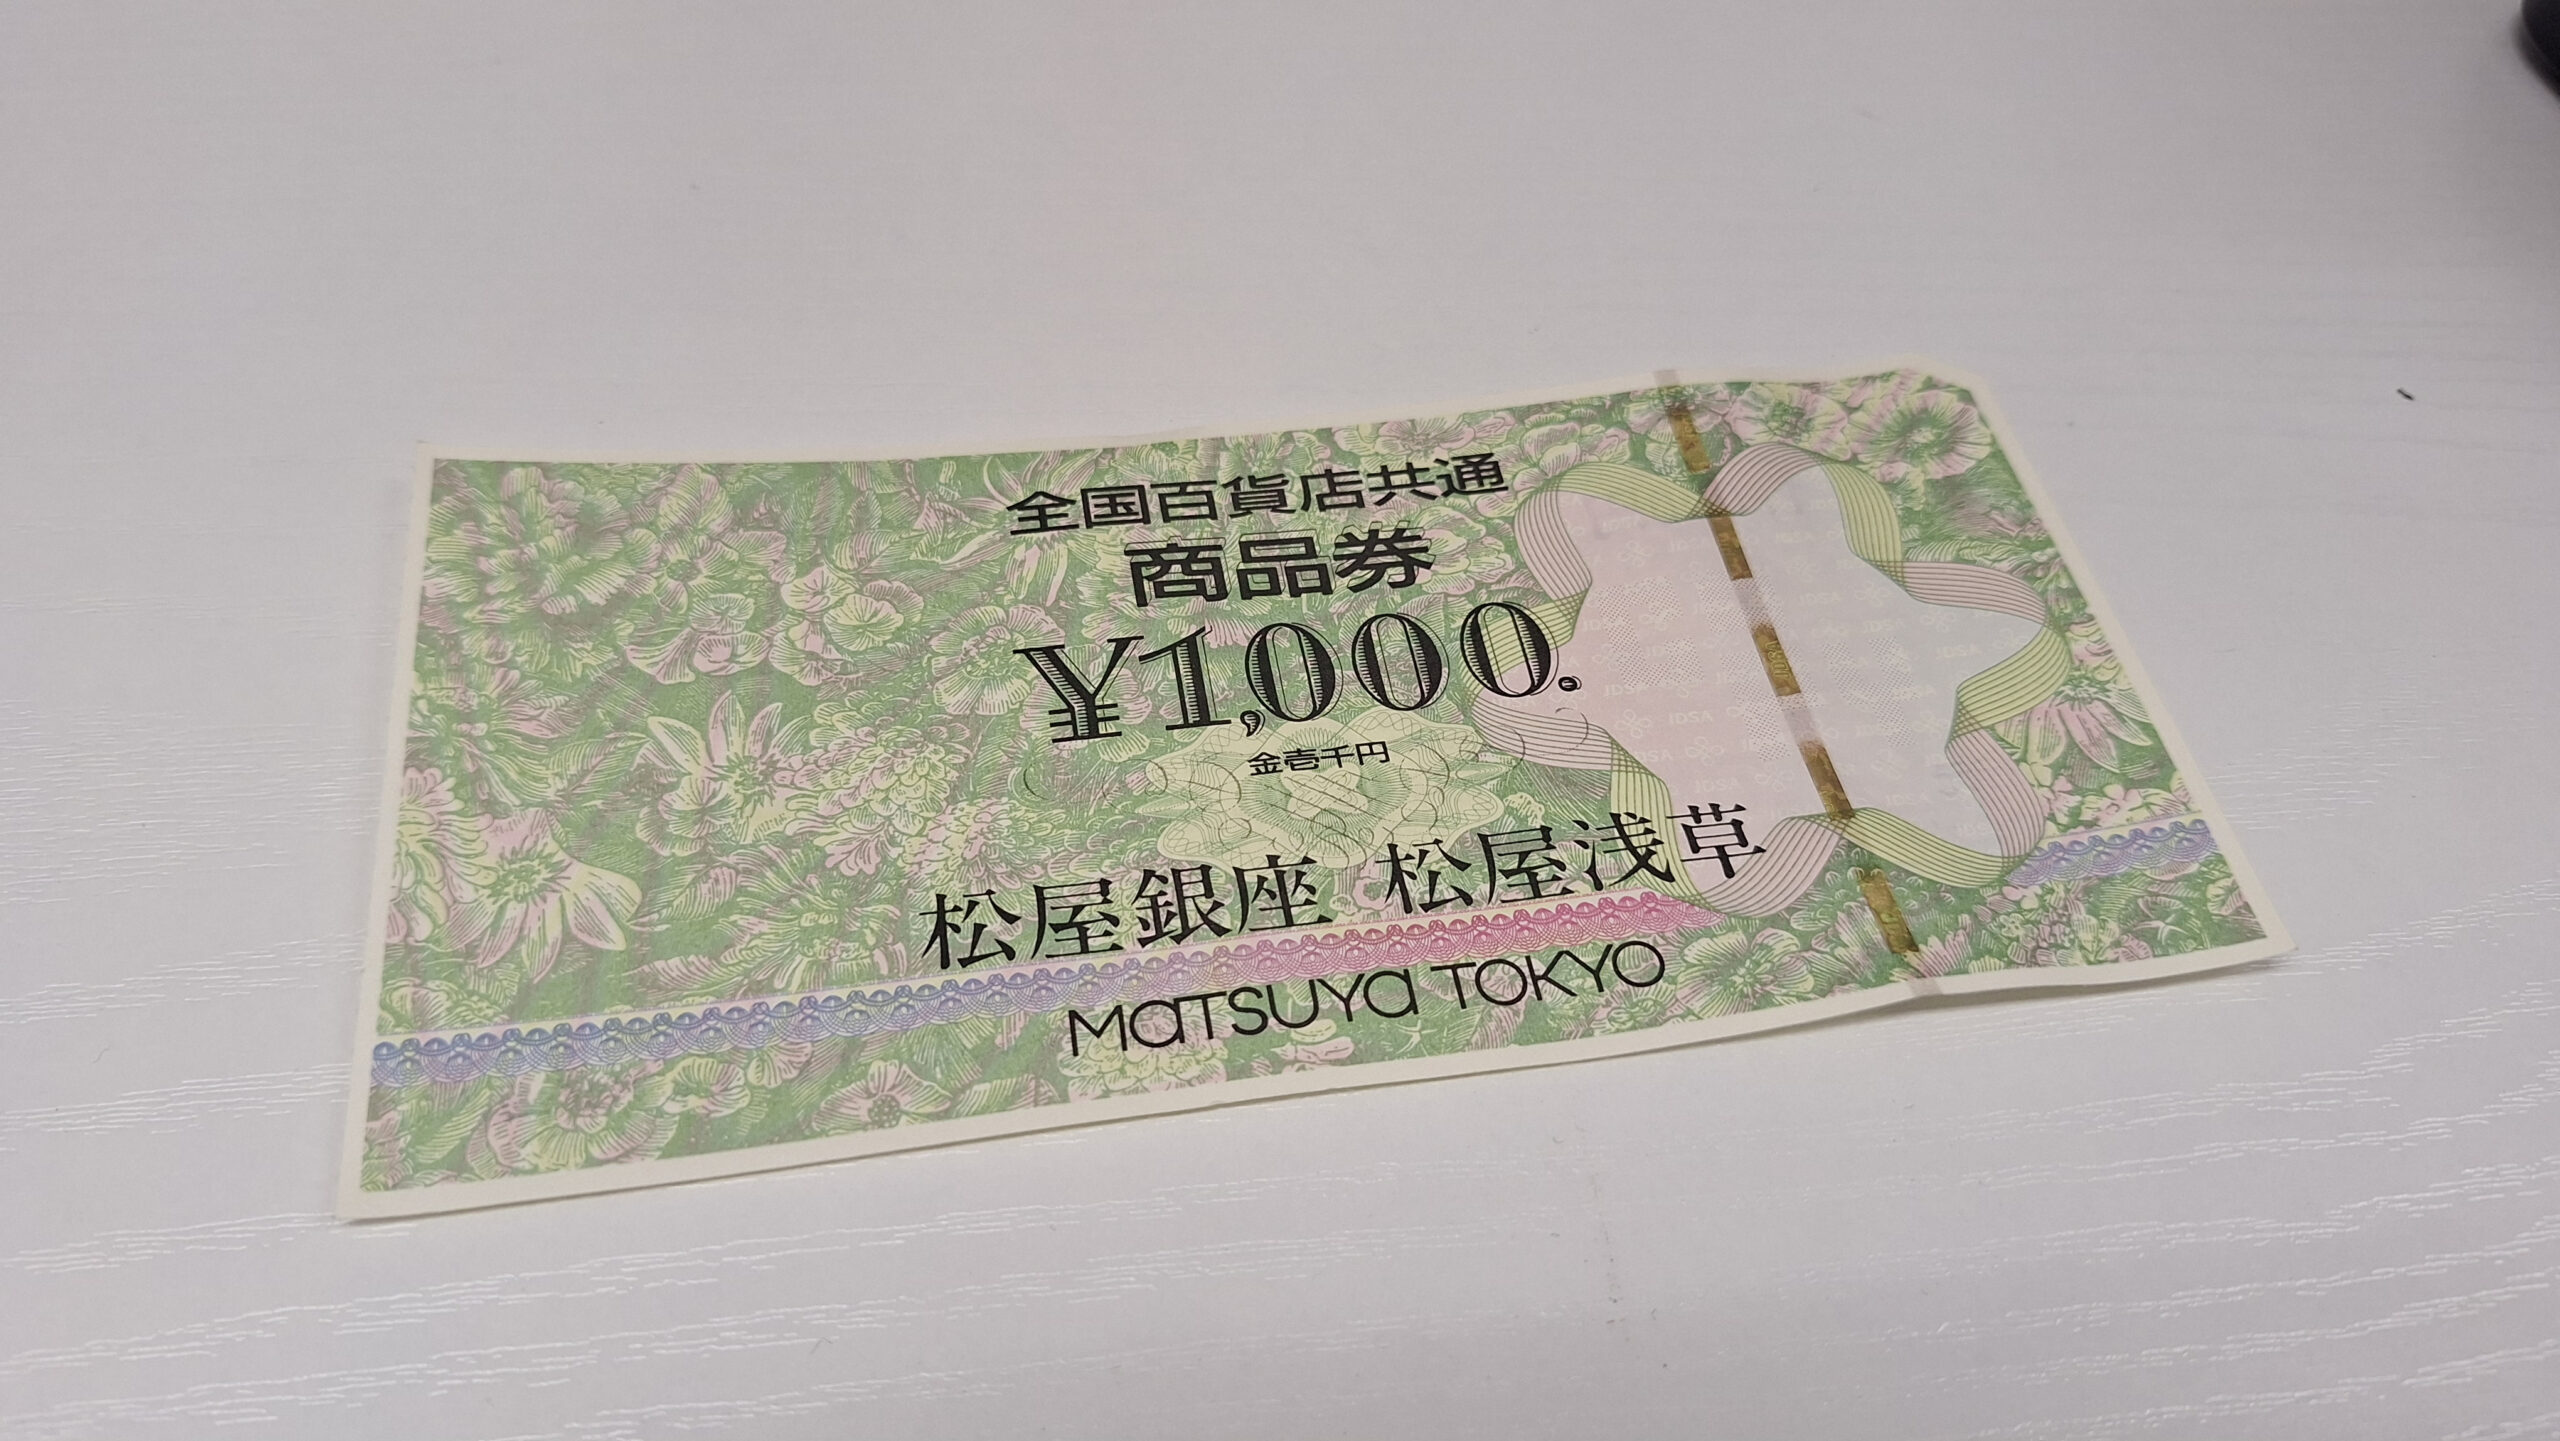 全国百貨店共通
商品券
¥1,000.
金壱千円
松屋銀座 松屋浅草
MATSUYA TOKYO
JDSA